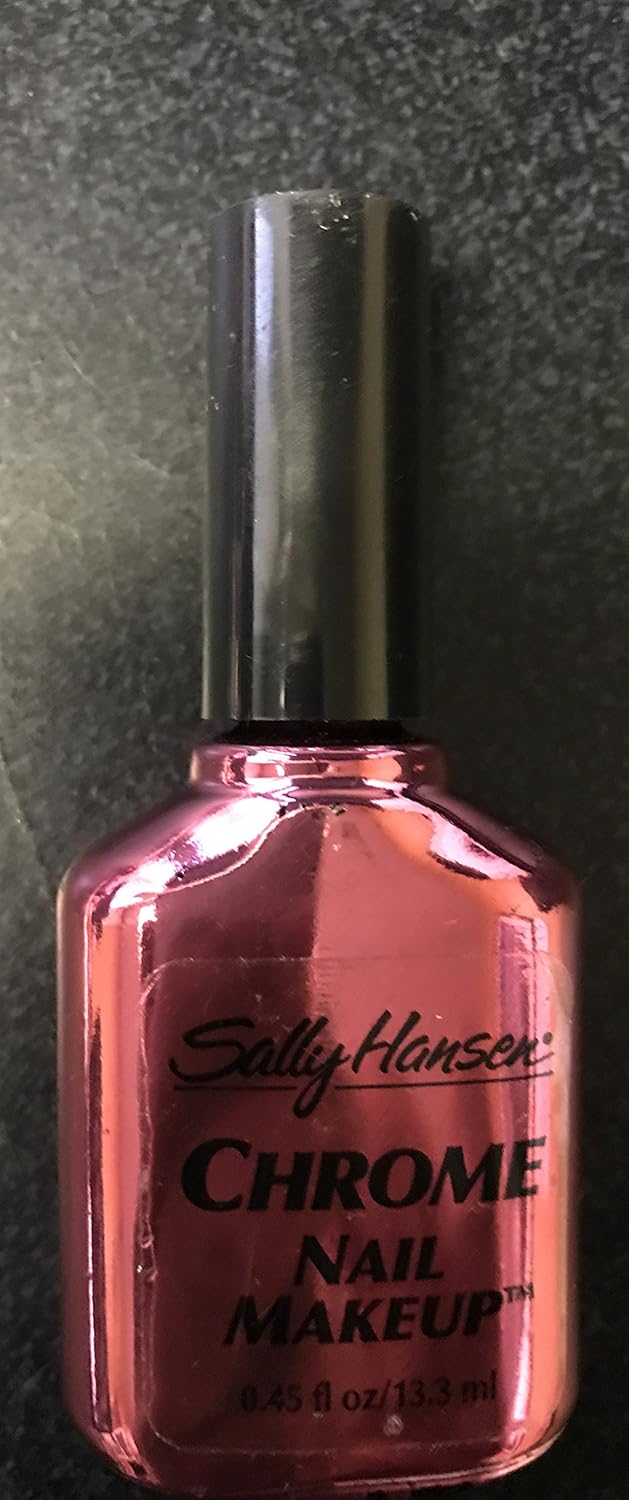 Sally Hansen®
CHROME
NAIL
MAKEUP™
0.45 fl oz/13.3 ml